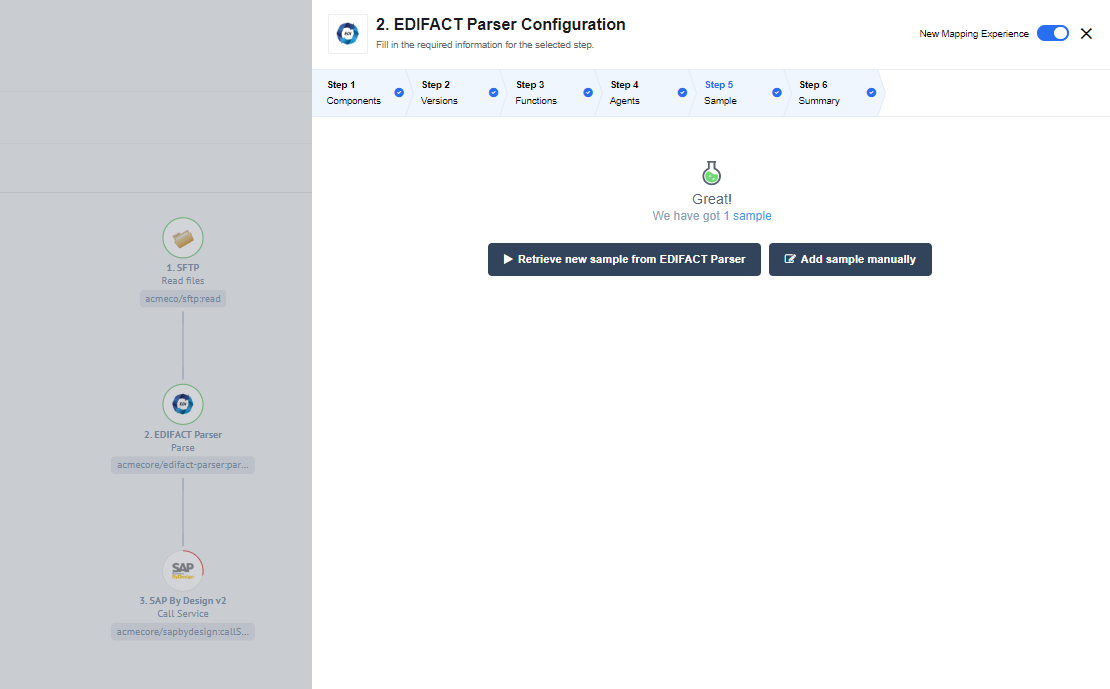 2. EDIFACT Parser Configuration
Fill in the required information for the selected step.
New Mapping Experience
Step 1
Components
Step 2
Versions
Step 3
Functions
Step 4
Agents
Step 5
Sample
Step 6
Summary
Great!
We have got 1 sample
Retrieve new sample from EDIFACT Parser
Add sample manually
1. SFTP
Read files
acmeco/sftp:read
EDI
2. EDIFACT Parser
Parse
acmecore/edifact-parser:par...
SAP
ByDesign
3. SAP By Design v2
Call Service
acmecore/sapbydesign:callS...